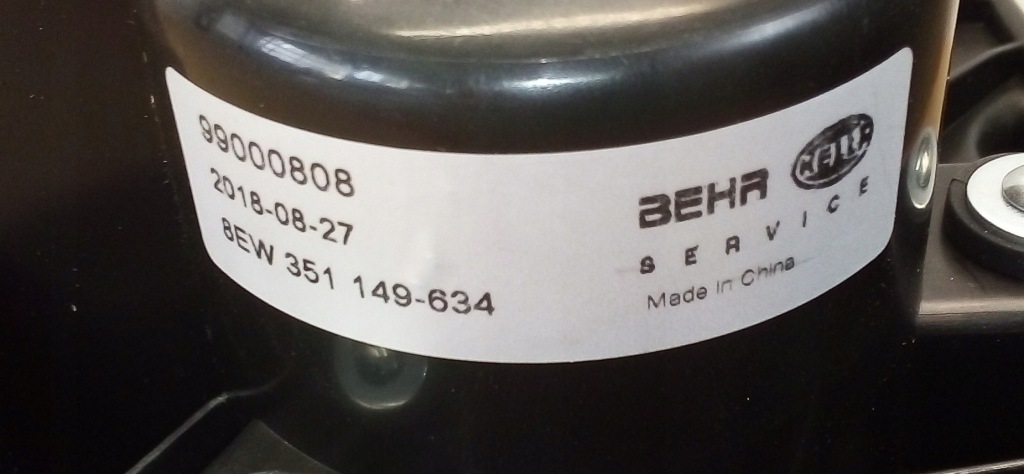 99000808
2018-08-27
8EW 351 149-634
BEHR HELLA
SERVICE
Made in China